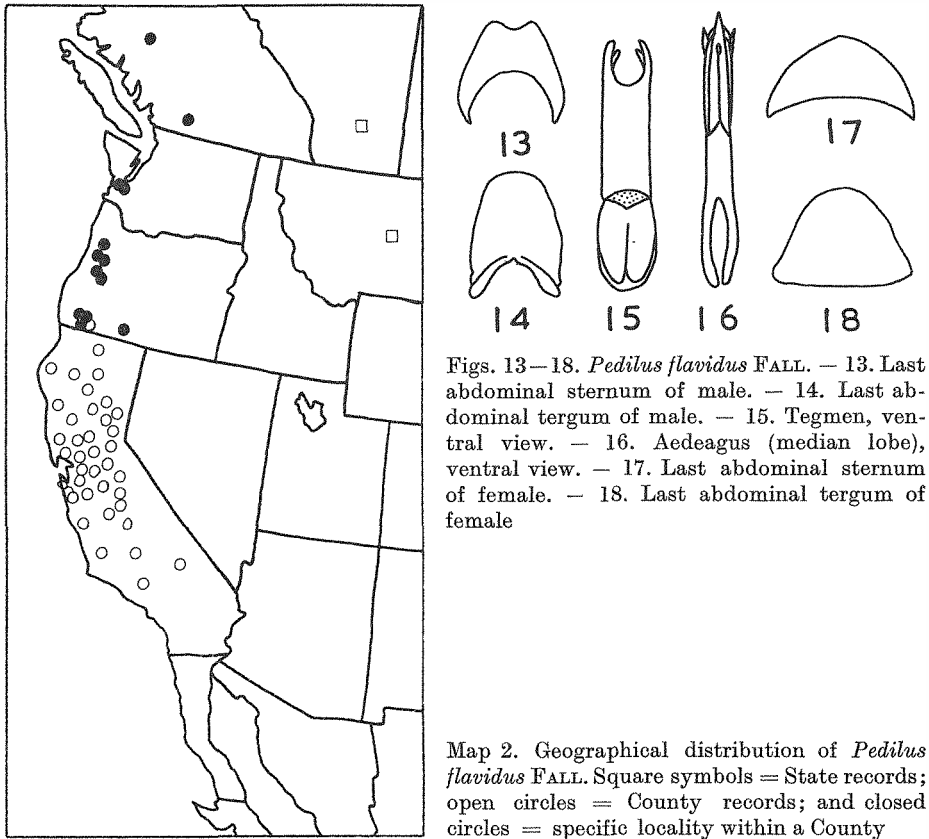 13
17
14
15
16
18
Figs. 13–18. Pedilus flavidus FALL. – 13. Last
abdominal sternum of male. – 14. Last ab-
dominal tergum of male. – 15. Tegmen, ven-
tral view. – 16. Aedeagus (median lobe),
ventral view. – 17. Last abdominal sternum
of female. – 18. Last abdominal tergum of
female
Map 2. Geographical distribution of Pedilus
flavidus FALL. Square symbols = State records;
open circles = County records; and closed
circles = specific locality within a County